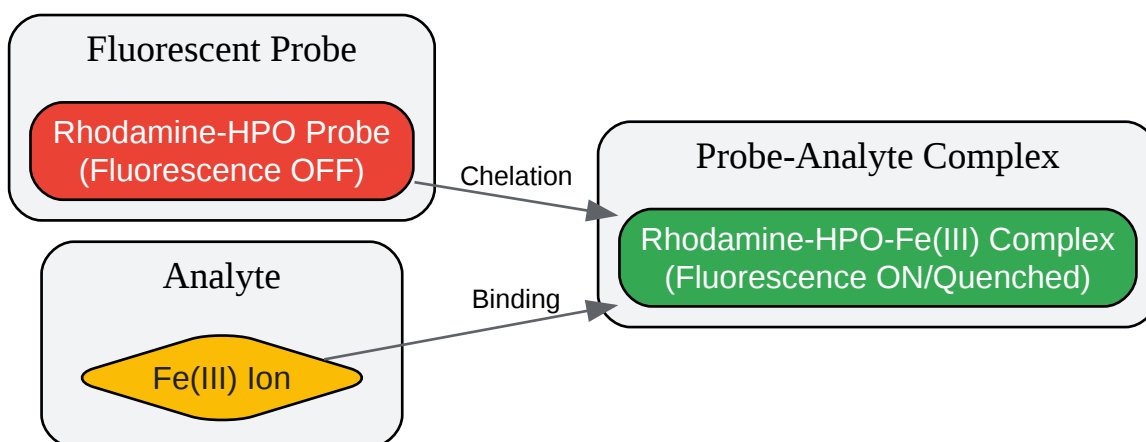 Fluorescent Probe
Rhodamine-HPO Probe
(Fluorescence OFF)
Chelation
Probe-Analyte Complex
Rhodamine-HPO-Fe(III) Complex
(Fluorescence ON/Quenched)
Analyte
Binding
Fe(III) Ion